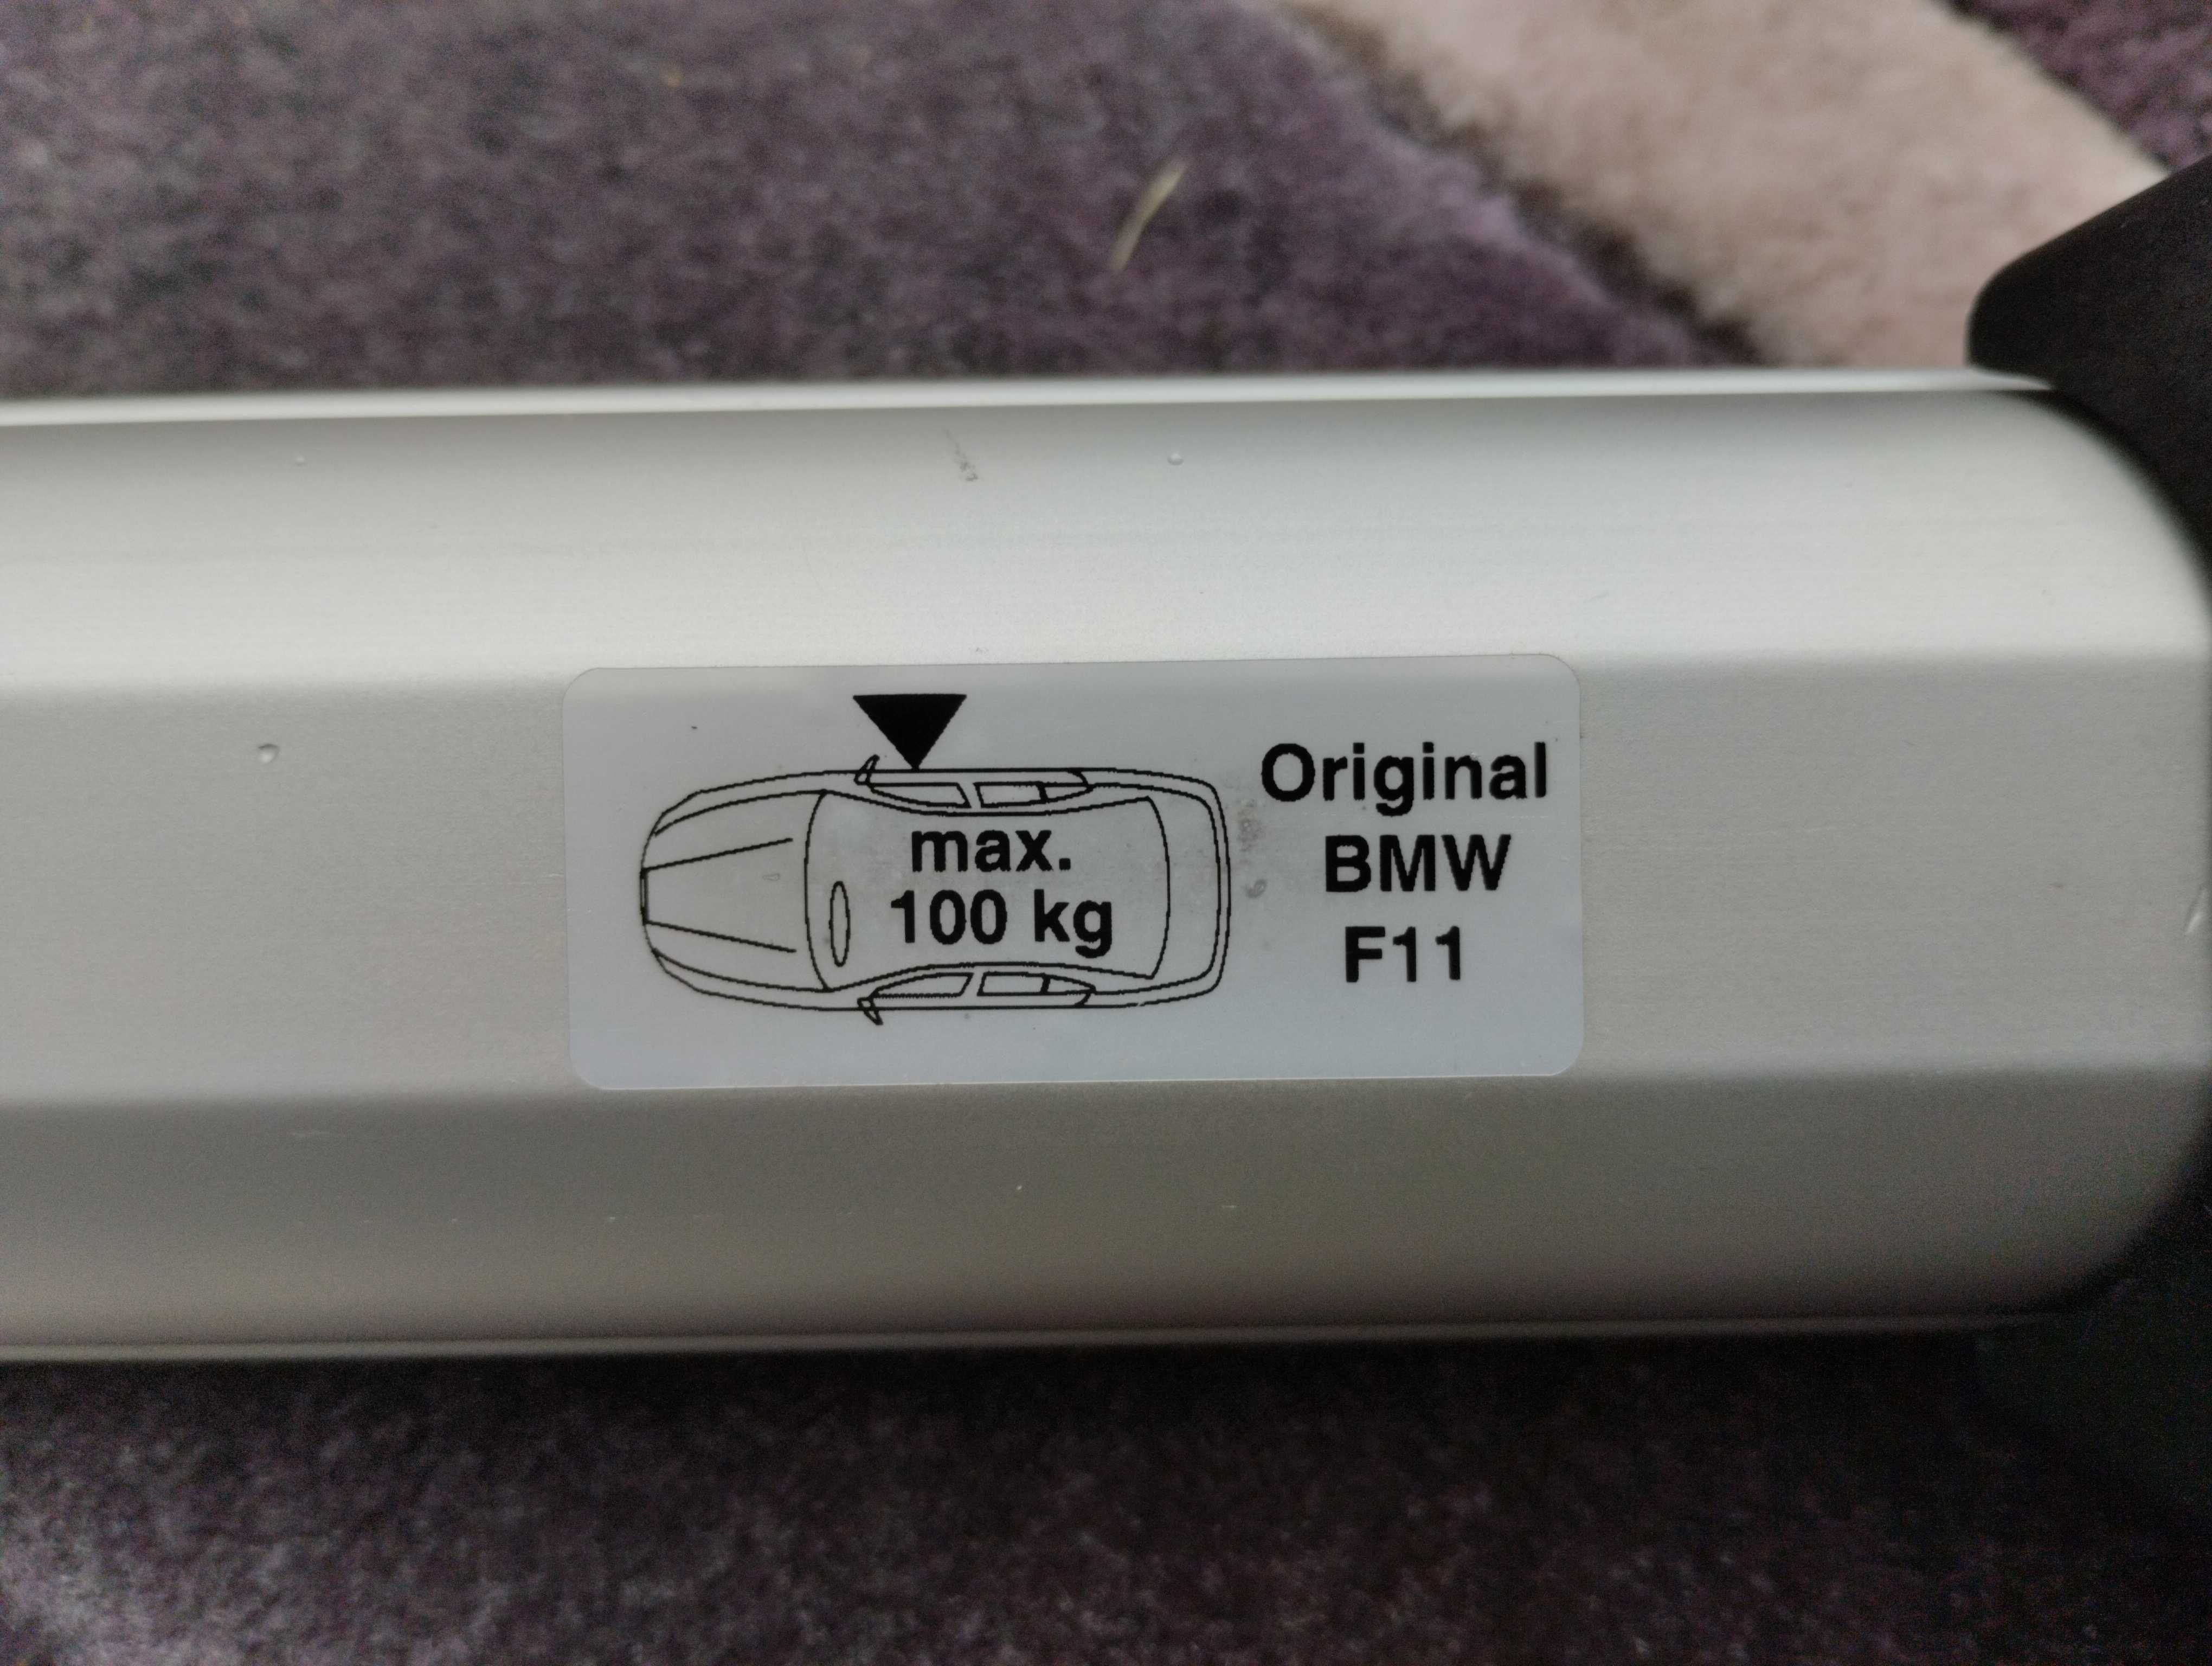 max.
100 kg
Original
BMW
F11